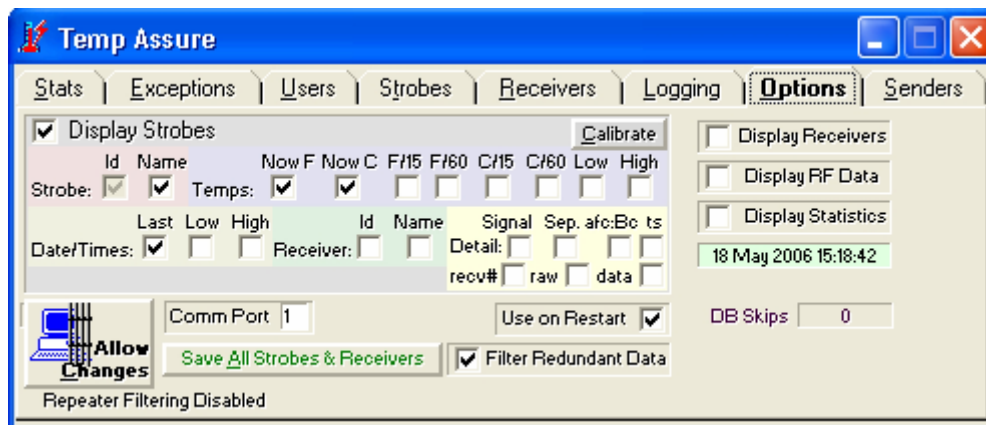 Temp Assure
Stats Exceptions Users Strobes Receivers Logging Options Senders
Display Strobes Calibrate
Id Name Now F Now C F/15 F/60 C/15 C/60 Low High
Strobe: Temps:
Last Low High Id Name Signal Sep. afc:Bc ts
Date/Times: Receiver: Detail:
recv# raw data
Display Receivers
Display RF Data
Display Statistics
18 May 2006 15:18:42
Allow Changes
Comm Port 1
Use on Restart
DB Skips 0
Save All Strobes & Receivers
Filter Redundant Data
Repeater Filtering Disabled